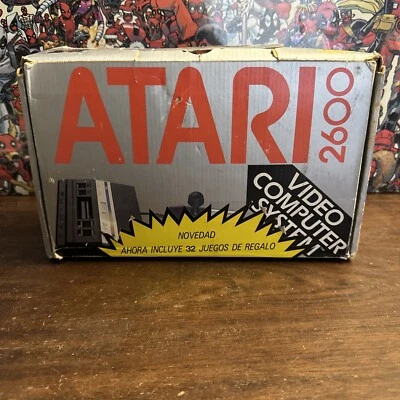 ATARI
2600
VIDEO
COMPUTER
SYSTEM
NOVEDAD
AHORA INCLUYE 32 JUEGOS DE REGALO